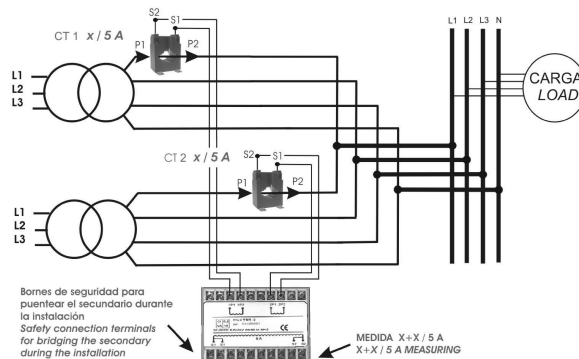 S2 S1
L1 L2 L3 N
CT 1 x / 5 A
P1 P2
CARGA
LOAD
L1
L2
L3
CT 2 x / 5 A
S2 S1
P1 P2
L1
L2
L3
Bornes de seguridad para
puentear el secundario durante
la instalación
Safety connection terminals
for bridging the secondary
during the installation
CE
MEDIDA X+X / 5 A
X+X / 5 A MEASURING